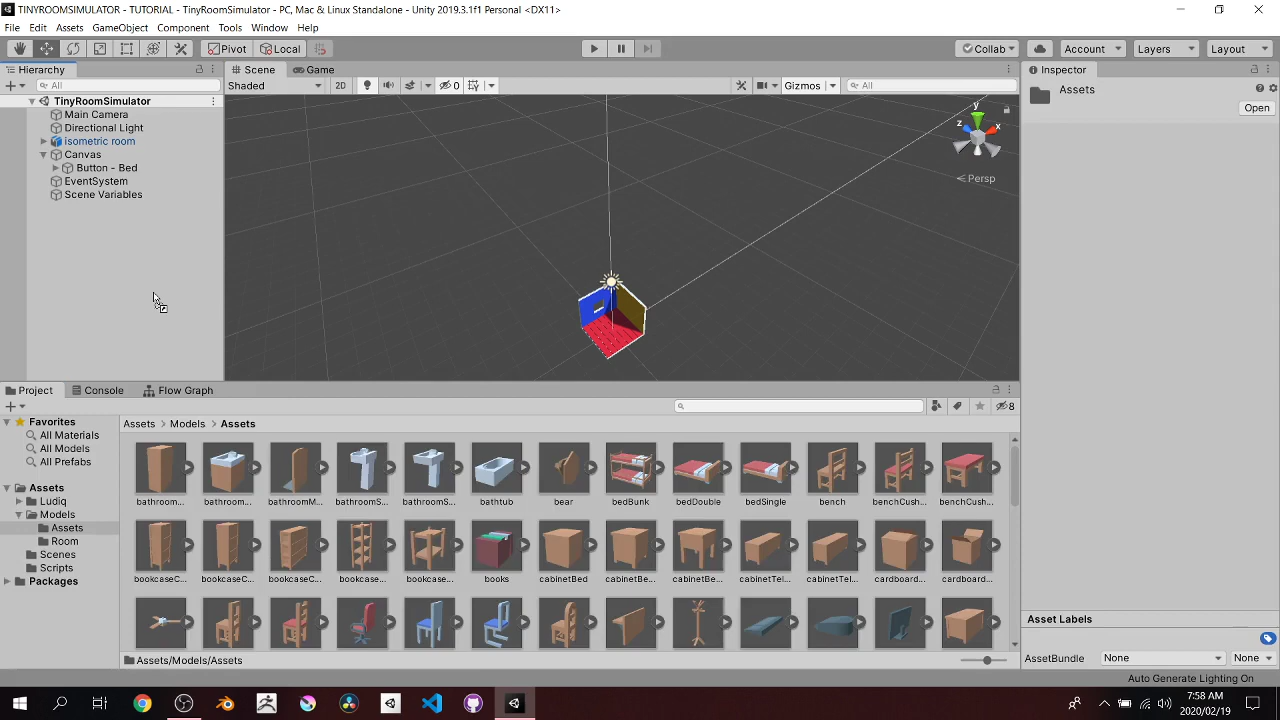 TINYROOMSIMULATOR - TUTORIAL - TinyRoomSimulator - PC, Mac & Linux Standalone - Unity 2019.3.1f1 Personal <DX11>
File Edit Assets GameObject Component Tools Window Help
Pivot Local Collab Account Layers Layout
Hierarchy Scene Game Inspector
All Shaded 2D 0 Gizmos All
Assets
Open
TinyRoomSimulator
Main Camera
Directional Light
isometric room
Canvas
Button - Bed
EventSystem
Scene Variables
y
z x
Persp
Project Console Flow Graph
8
Favorites
All Materials
All Models
All Prefabs
Assets
Ludiq
Models
Assets
Room
Scenes
Scripts
Packages
Assets Models Assets
bathroom... bathroom... bathroomM... bathroomS... bathroomS... bathtub bear bedBunk bedDouble bedSingle bench benchCush... benchCush...
bookcaseC... bookcaseC... bookcaseC... bookcase... bookcase... books cabinetBed cabinetBe... cabinetBe... cabinetTel... cabinetTel... cardboard... cardboard...
Assets/Models/Assets
Asset Labels
AssetBundle None None
Auto Generate Lighting On
7:58 AM
2020/02/19